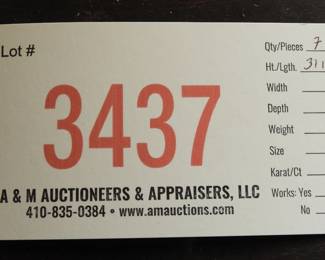 Lot #
3437
A & M AUCTIONEERS & APPRAISERS, LLC
410-835-0384 • www.amauctions.com
Qty/Pieces 7
Ht./Lgth. 311
Width
Depth
Weight
Size
Karat/Ct
Works: Yes
No